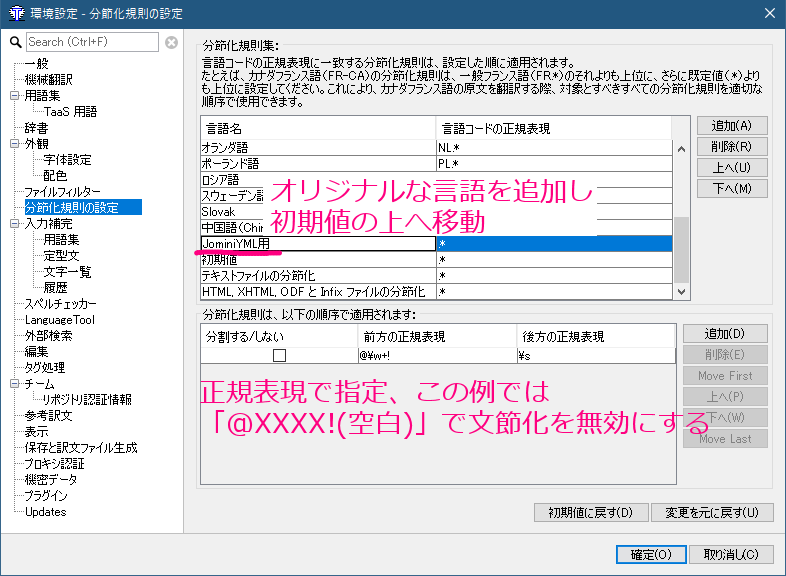 環境設定 - 分節化規則の設定
Search (Ctrl+F)
一般
機械翻訳
用語集
TaaS 用語
辞書
外観
字体設定
配色
ファイルフィルター
分節化規則の設定
入力補完
用語集
定型文
文字一覧
履歴
スペルチェッカー
LanguageTool
外部検索
編集
タグ処理
チーム
リポジトリ認証情報
参考訳文
表示
保存と訳文ファイル生成
プロキシ認証
機密データ
プラグイン
Updates
分節化規則集:
言語コードの正規表現に一致する分節化規則は、設定した順に適用されます。
たとえば、カナダフランス語(FR-CA)の分節化規則は、一般フランス語(FR*)のそれよりも上位に、さらに既定値(.*)より
も上位に設定してください。これにより、カナダフランス語の原文を翻訳する際、対象とすべきすべての分節化規則を適切な
順序で使用できます。
言語名 言語コードの正規表現
オランダ語 NL.*
ポーランド語 PL.*
ロシア語
スウェーデン語
Slovak
中国語(Chin
JominiYML用 .*
初期値 .*
テキストファイルの分節化 .*
HTML, XHTML, ODF と Infix ファイルの分節化 .*
追加(A)
削除(R)
上へ(U)
下へ(M)
オリジナルな言語を追加し
初期値の上へ移動
分節化規則は、以下の順序で適用されます:
分割する/しない 前方の正規表現 後方の正規表現
@¥w+! ¥s
追加(D)
削除(E)
Move First
上へ(P)
下へ(W)
Move Last
正規表現で指定、この例では
「@XXXX!(空白)」で文節化を無効にする
初期値に戻す(D) 変更を元に戻す(U)
確定(O) 取り消し(C)